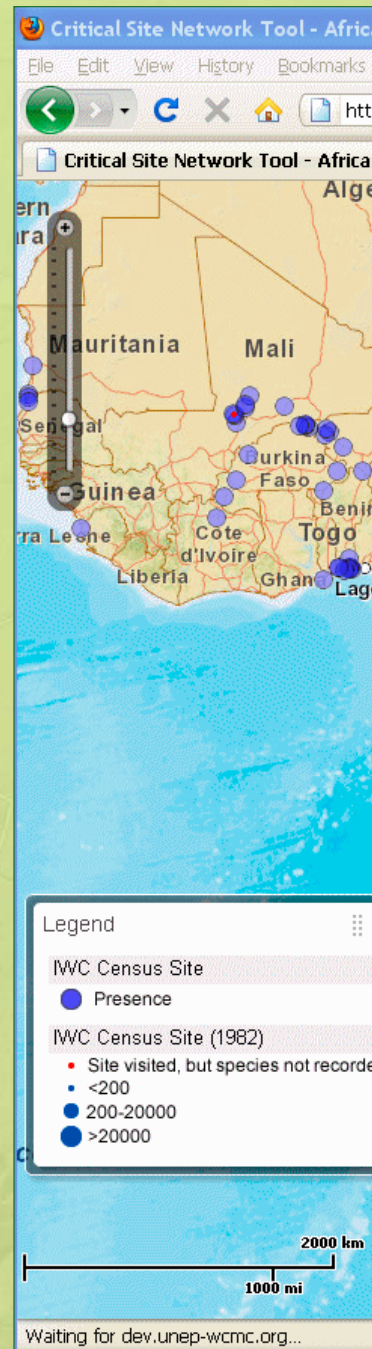 Critical Site Network Tool - Africa
File Edit View History Bookmarks
htt
Critical Site Network Tool - Africa
Alge
ern
ra
Mauritania
Mali
Senegal
Burkina
Faso
Guinea
Benin
rra Leone
Cote
d'Ivoire
Togo
Liberia
Ghana
Lago
Legend
IWC Census Site
Presence
IWC Census Site (1982)
Site visited, but species not recorde
<200
200-20000
>20000
2000 km
1000 mi
Waiting for dev.unep-wcmc.org...